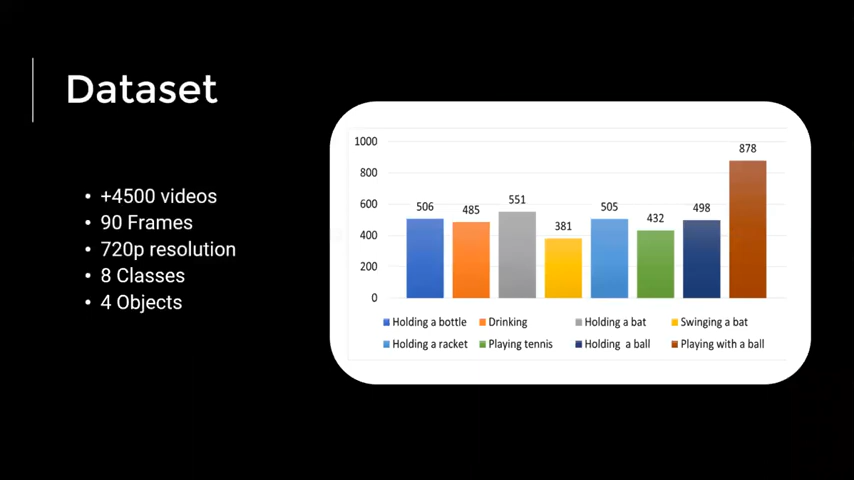 Dataset
• +4500 videos
• 90 Frames
• 720p resolution
• 8 Classes
• 4 Objects
1000
800
600
400
200
0
506
485
551
381
505
432
498
878
Holding a bottle Drinking Holding a bat Swinging a bat
Holding a racket Playing tennis Holding a ball Playing with a ball